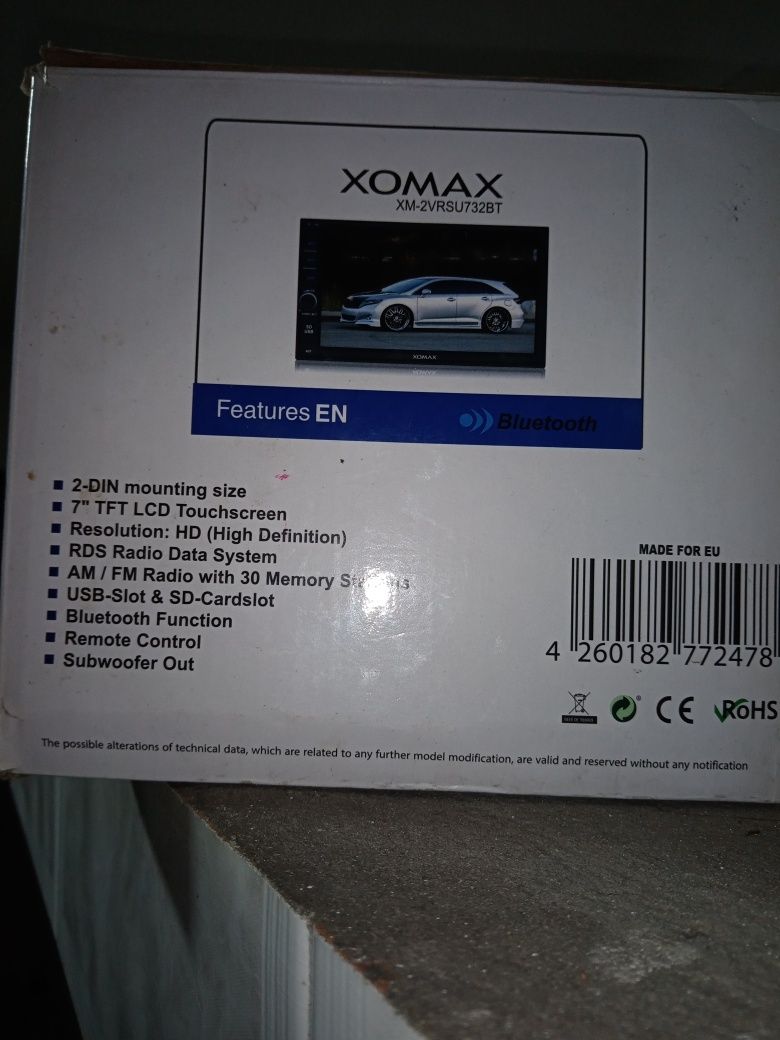 XOMAX
XM-2VRSU732BT
XOMAX
Features EN
Bluetooth
2-DIN mounting size
7" TFT LCD Touchscreen
Resolution: HD (High Definition)
RDS Radio Data System
AM / FM Radio with 30 Memory
USB-Slot & SD-Cardslot
Bluetooth Function
Remote Control
Subwoofer Out
MADE FOR EU
4 260182 772478
CE RoHS
The possible alterations of technical data, which are related to any further model modification, are valid and reserved without any notification